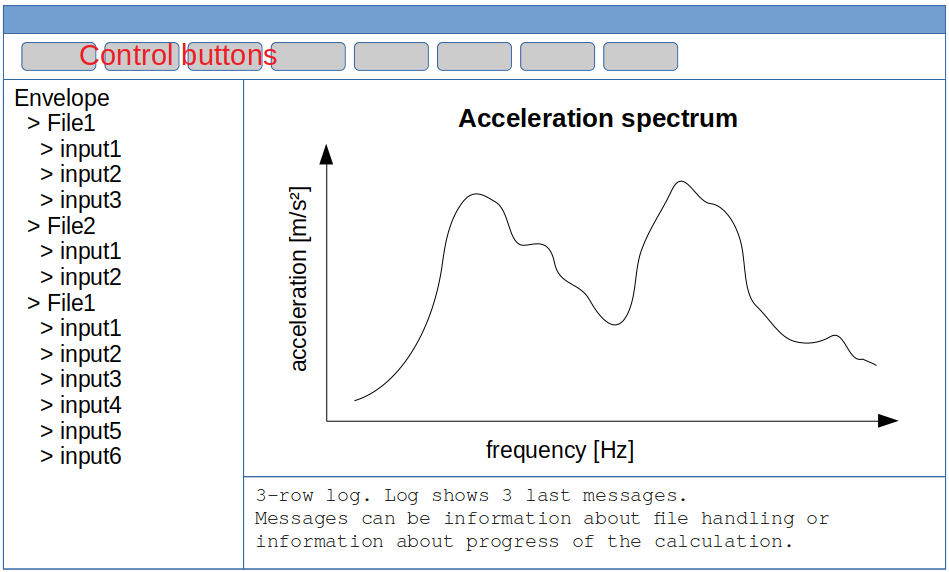 Control buttons
Envelope
> File1
> input1
> input2
> input3
> File2
> input1
> input2
> File1
> input1
> input2
> input3
> input4
> input5
> input6
Acceleration spectrum
acceleration [m/s²]
frequency [Hz]
3-row log. Log shows 3 last messages.
Messages can be information about file handling or
information about progress of the calculation.